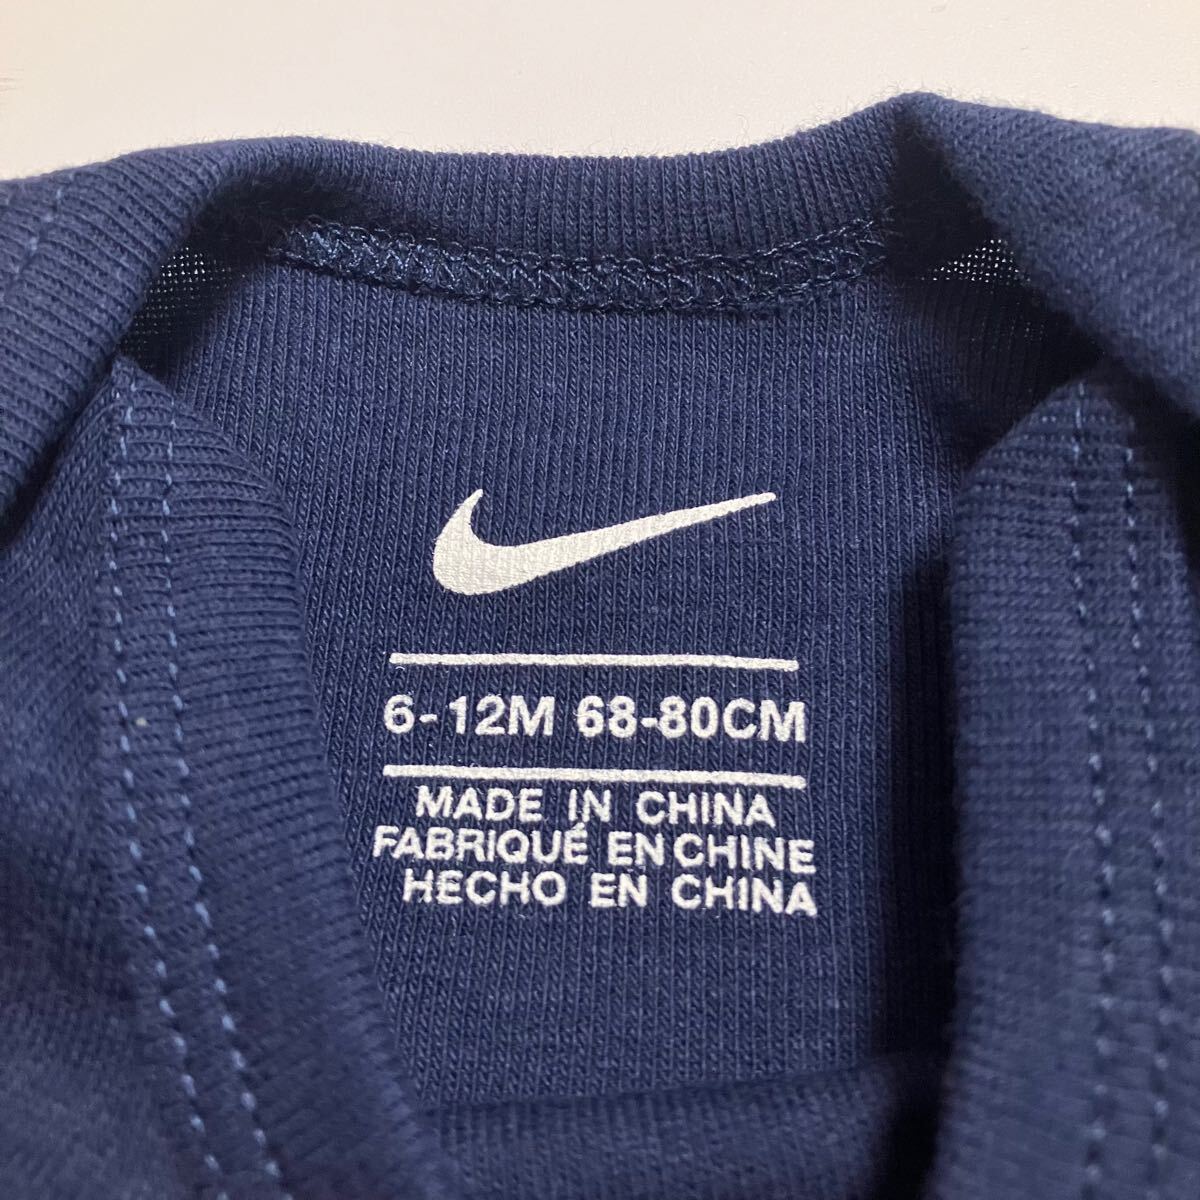 6-12M 68-80CM
MADE IN CHINA
FABRIQUÉ EN CHINE
HECHO EN CHINA